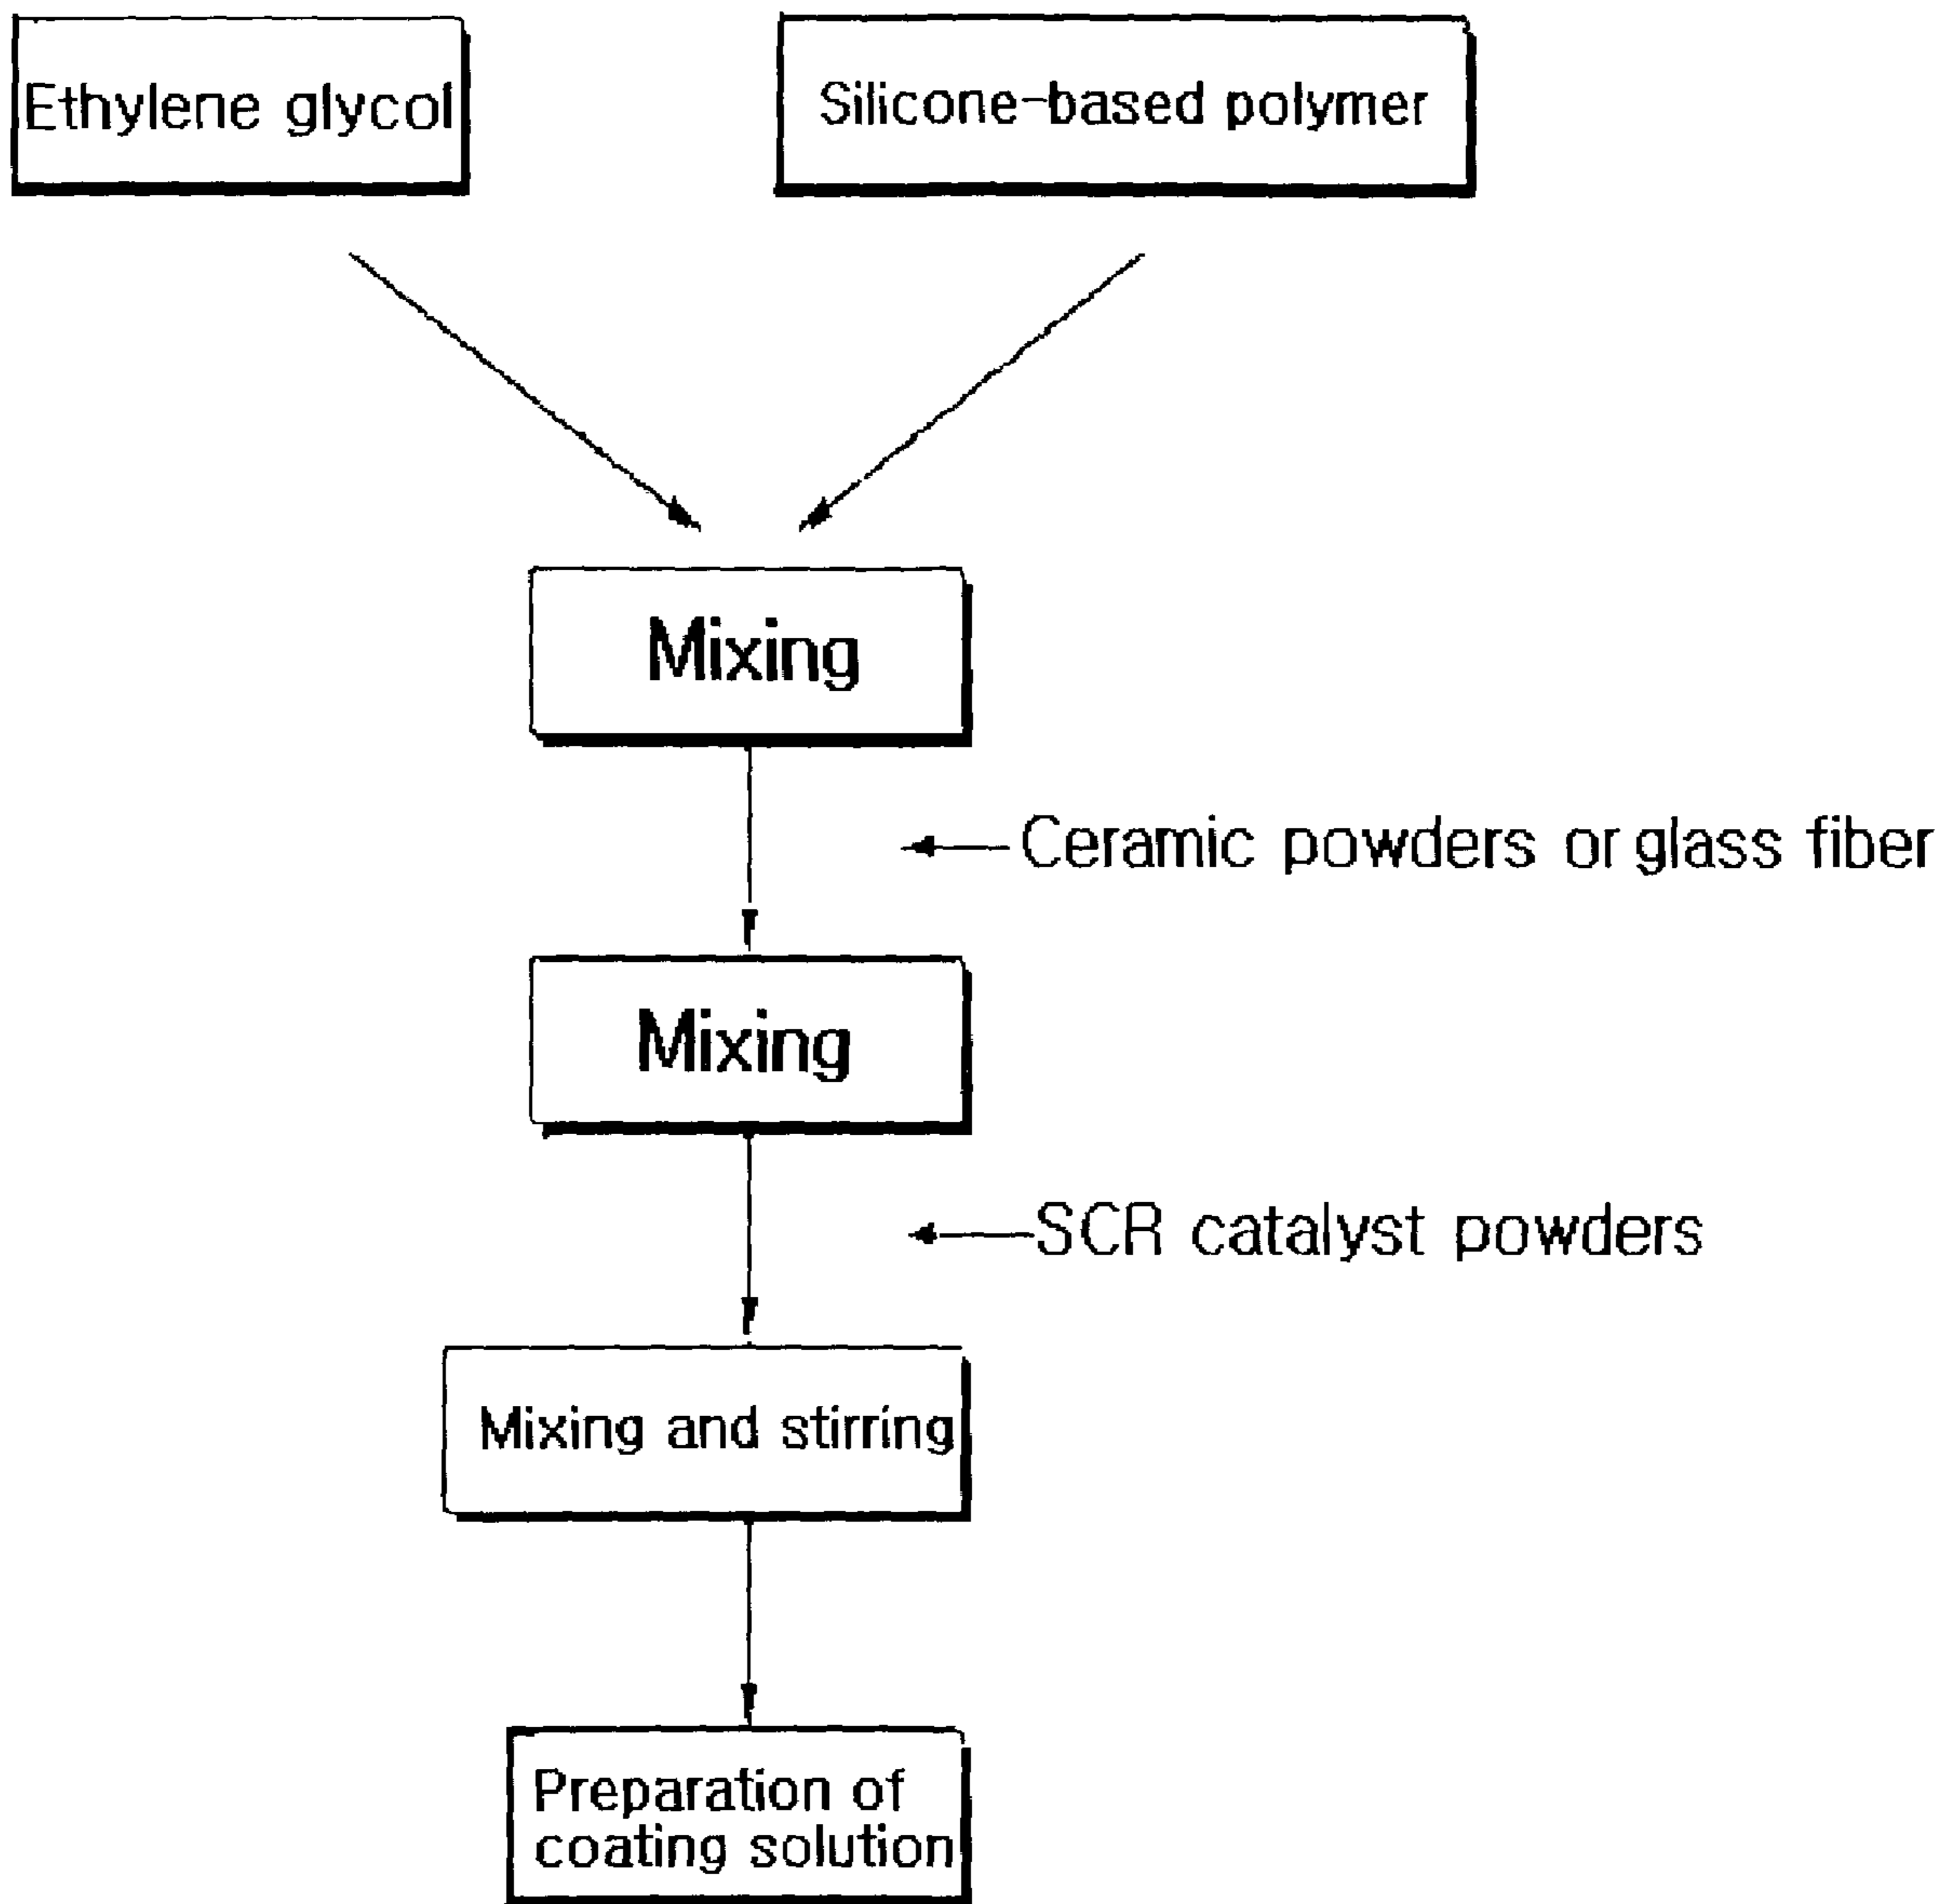 Ethylene glycol
Silicone-based polymer
Mixing
Ceramic powders or glass fiber
Mixing
SCR catalyst powders
Mixing and stirring
Preparation of
coating solution